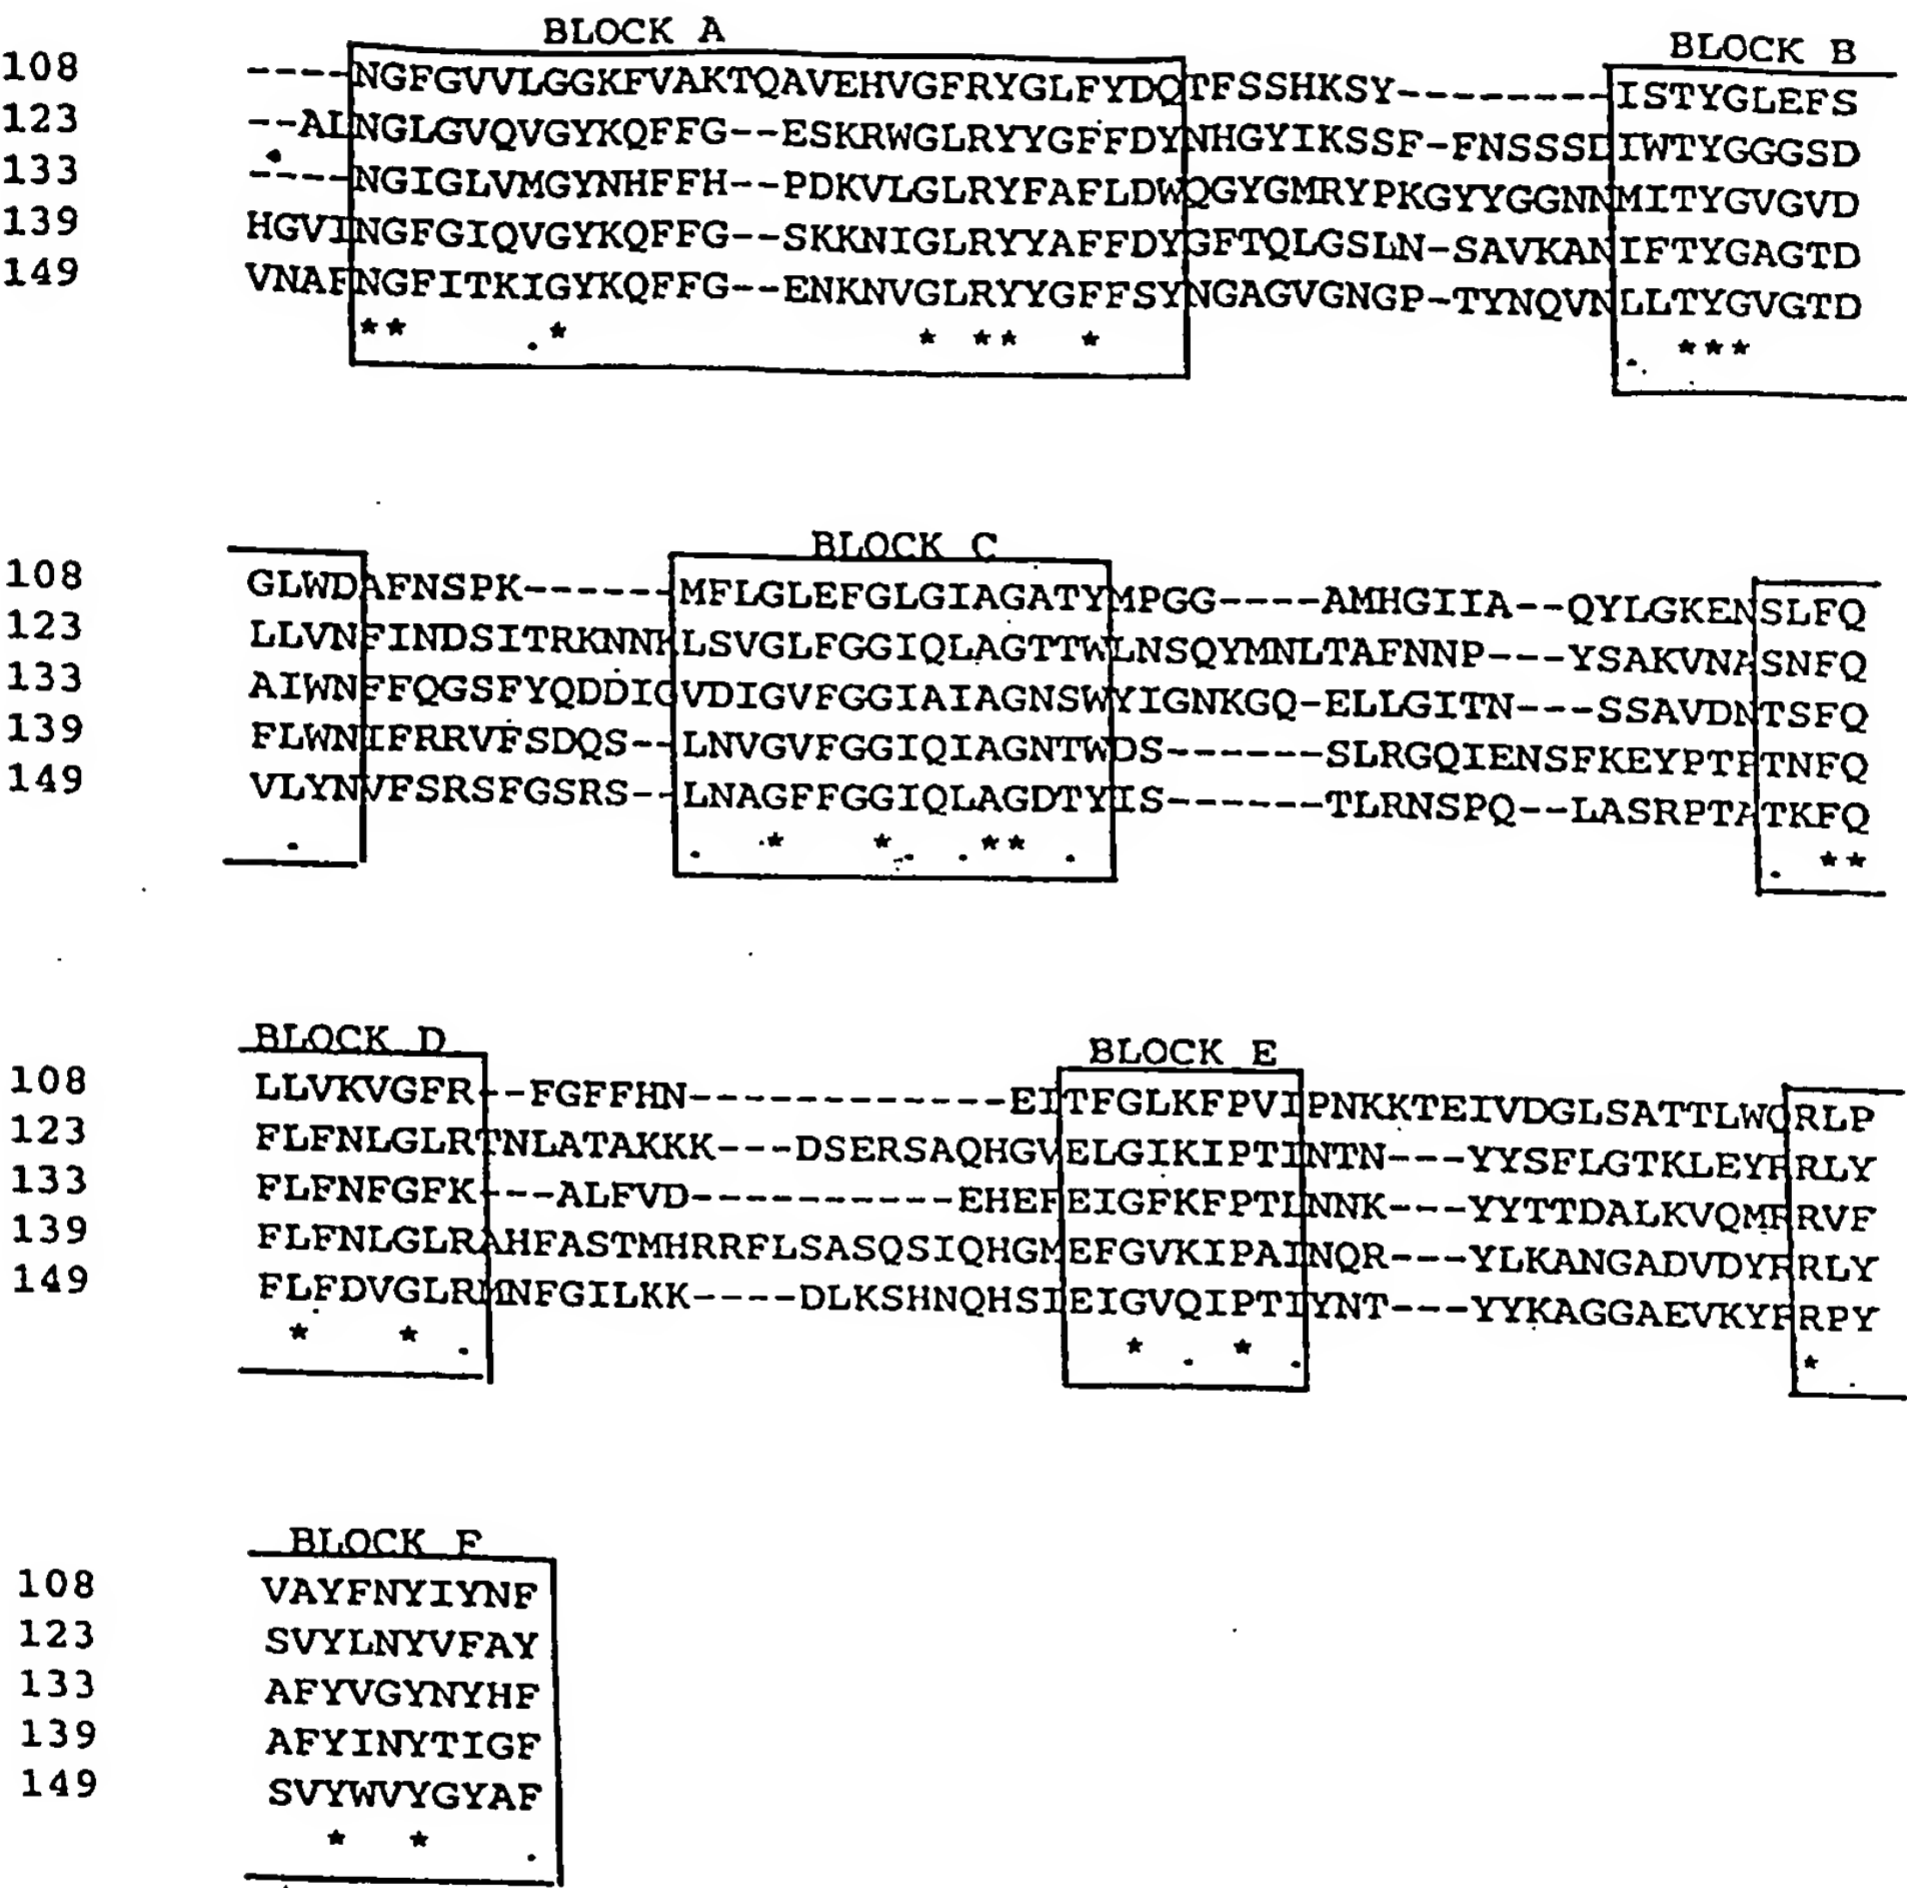 BLOCK A BLOCK B
108 ----NGFGVVLGGKFVAKTQAVEHVGFRYGLFYDQTFSSHKSY--------ISTYGLEFS
123 --ALNGLGVQVGYKQFFG--ESKRWGLRYYGFFDYNHGYIKSSF-FNSSSDIWTYGGGSD
133 ----NGIGLVMGYNHFFH--PDKVLGLRYFAFLDWQGYGMRYPKGYYGGNNMITYGVGVD
139 HGVINGFGIQVGYKQFFG--SKKNIGLRYYAFFDYGFTQLGSLN-SAVKANIFTYGAGTD
149 VNAFNGFITKIGYKQFFG--ENKNVGLRYYGFFSYNGAGVGNGP-TYNQVNLLTYGVGTD
** .* * ** * . ***
BLOCK C
108 GLWDAFNSPK------MFLGLEFGLGIAGATYMPGG----AMHGIIA--QYLGKENSLFQ
123 LLVNFINDSITRKNNKLSVGLFGGIQLAGTTWLNSQYMNLTAFNNP---YSAKVNASNFQ
133 AIWNFFQGSFYQDDIGVDIGVFGGIAIAGNSWYIGNKGQ-ELLGITN---SSAVDNTSFQ
139 FLWNIFRRVFSDQS--LNVGVFGGIQIAGNTWDS------SLRGQIENSFKEYPTPTNFQ
149 VLYNVFSRSFGSRS--LNAGFFGGIQLAGDTYIS------TLRNSPQ--LASRPTATKFQ
. . .* *. .** . . **
BLOCK D BLOCK E
108 LLVKVGFR--FGFFHN------------EITFGLKFPVIPNKKTEIVDGLSATTLWQRLP
123 FLFNLGLRTNLATAKKK---DSERSAQHGVELGIKIPTINTN---YYSFLGTKLEYRRLY
133 FLFNFGFK---ALFVD----------EHEFEIGFKFPTLNNK---YYTTDALKVQMRRVF
139 FLFNLGLRAHFASTMHRRFLSASQSIQHGMEFGVKIPAINQR---YLKANGADVDYRRLY
149 FLFDVGLRMNFGILKK----DLKSHNQHSIEIGVQIPTIYNT---YYKAGGAEVKYFRPY
* * . * . * . * .
BLOCK F
108 VAYFNYIYNF
123 SVYLNYVFAY
133 AFYVGYNYHF
139 AFYINYTIGF
149 SVYWVYGYAF
* * .